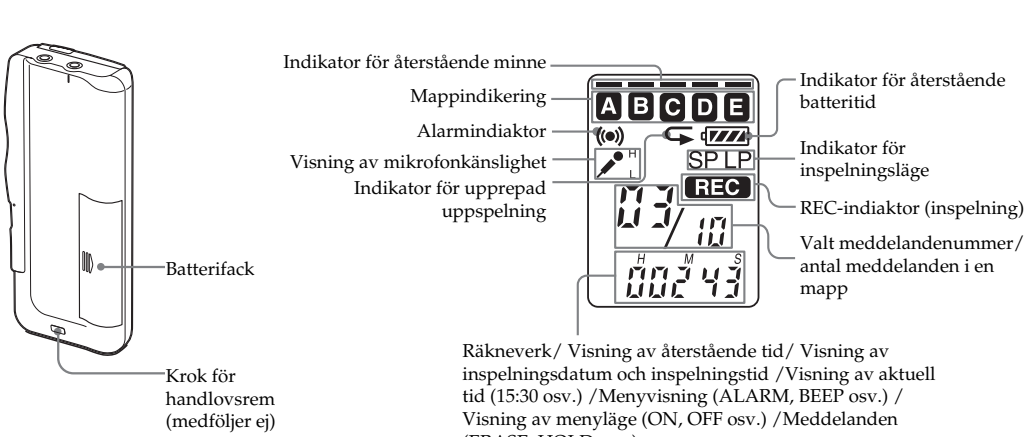 Indikator för återstående minne
Mappindikering
Alarmindiaktor
Visning av mikrofonkänslighet
Indikator för upprepad
uppspelning
A B C D E
H
L
SP LP
REC
03/10
H M S
00243
Indikator för återstående
batteritid
Indikator för
inspelningsläge
REC-indiaktor (inspelning)
Valt meddelandenummer/
antal meddelanden i en
mapp
Batterifack
Krok för
handlovsrem
(medföljer ej)
Räkneverk/ Visning av återstående tid/ Visning av
inspelningsdatum och inspelningstid /Visning av aktuell
tid (15:30 osv.) /Menyvisning (ALARM, BEEP osv.) /
Visning av menyläge (ON, OFF osv.) /Meddelanden